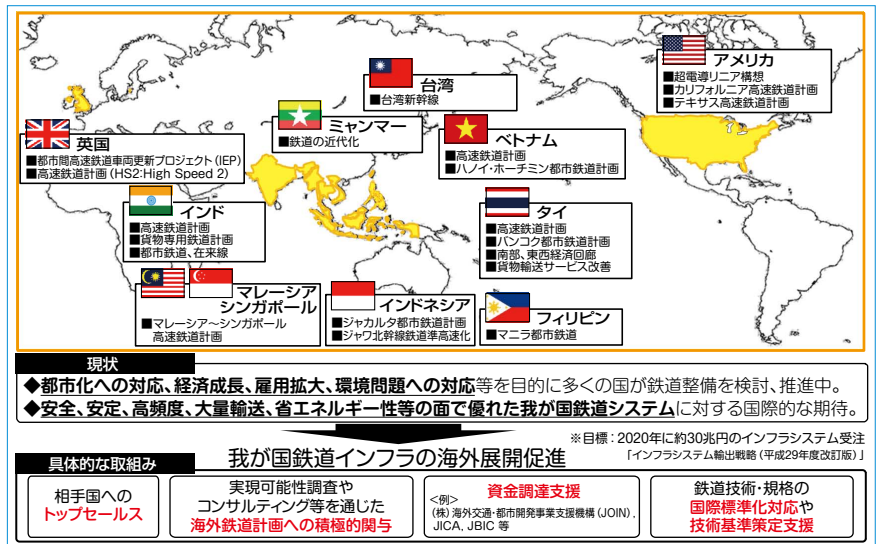 アメリカ
■超電導リニア構想
■カリフォルニア高速鉄道計画
■テキサス高速鉄道計画
台湾
■台湾新幹線
ミャンマー
■鉄道の近代化
ベトナム
■高速鉄道計画
■ハノイ・ホーチミン都市鉄道計画
英国
■都市間高速鉄道車両更新プロジェクト(IEP)
■高速鉄道計画(HS2:High Speed 2)
インド
■高速鉄道計画
■貨物専用鉄道計画
■都市鉄道、在来線
タイ
■高速鉄道計画
■バンコク都市鉄道計画
■南部、東西経済回廊
■貨物輸送サービス改善
マレーシア
シンガポール
■マレーシア～シンガポール
高速鉄道計画
インドネシア
■ジャカルタ都市鉄道計画
■ジャワ北幹線鉄道準高速化
フィリピン
■マニラ都市鉄道
現状
◆都市化への対応、経済成長、雇用拡大、環境問題への対応等を目的に多くの国が鉄道整備を検討、推進中。
◆安全、安定、高頻度、大量輸送、省エネルギー性等の面で優れた我が国鉄道システムに対する国際的な期待。
※目標：2020年に約30兆円のインフラシステム受注
「インフラシステム輸出戦略(平成29年度改訂版)」
具体的な取組み
我が国鉄道インフラの海外展開促進
相手国への
トップセールス
実現可能性調査や
コンサルティング等を通じた
海外鉄道計画への積極的関与
資金調達支援
<例>
(株)海外交通・都市開発事業支援機構(JOIN)、
JICA、JBIC 等
鉄道技術・規格の
国際標準化対応や
技術基準策定支援